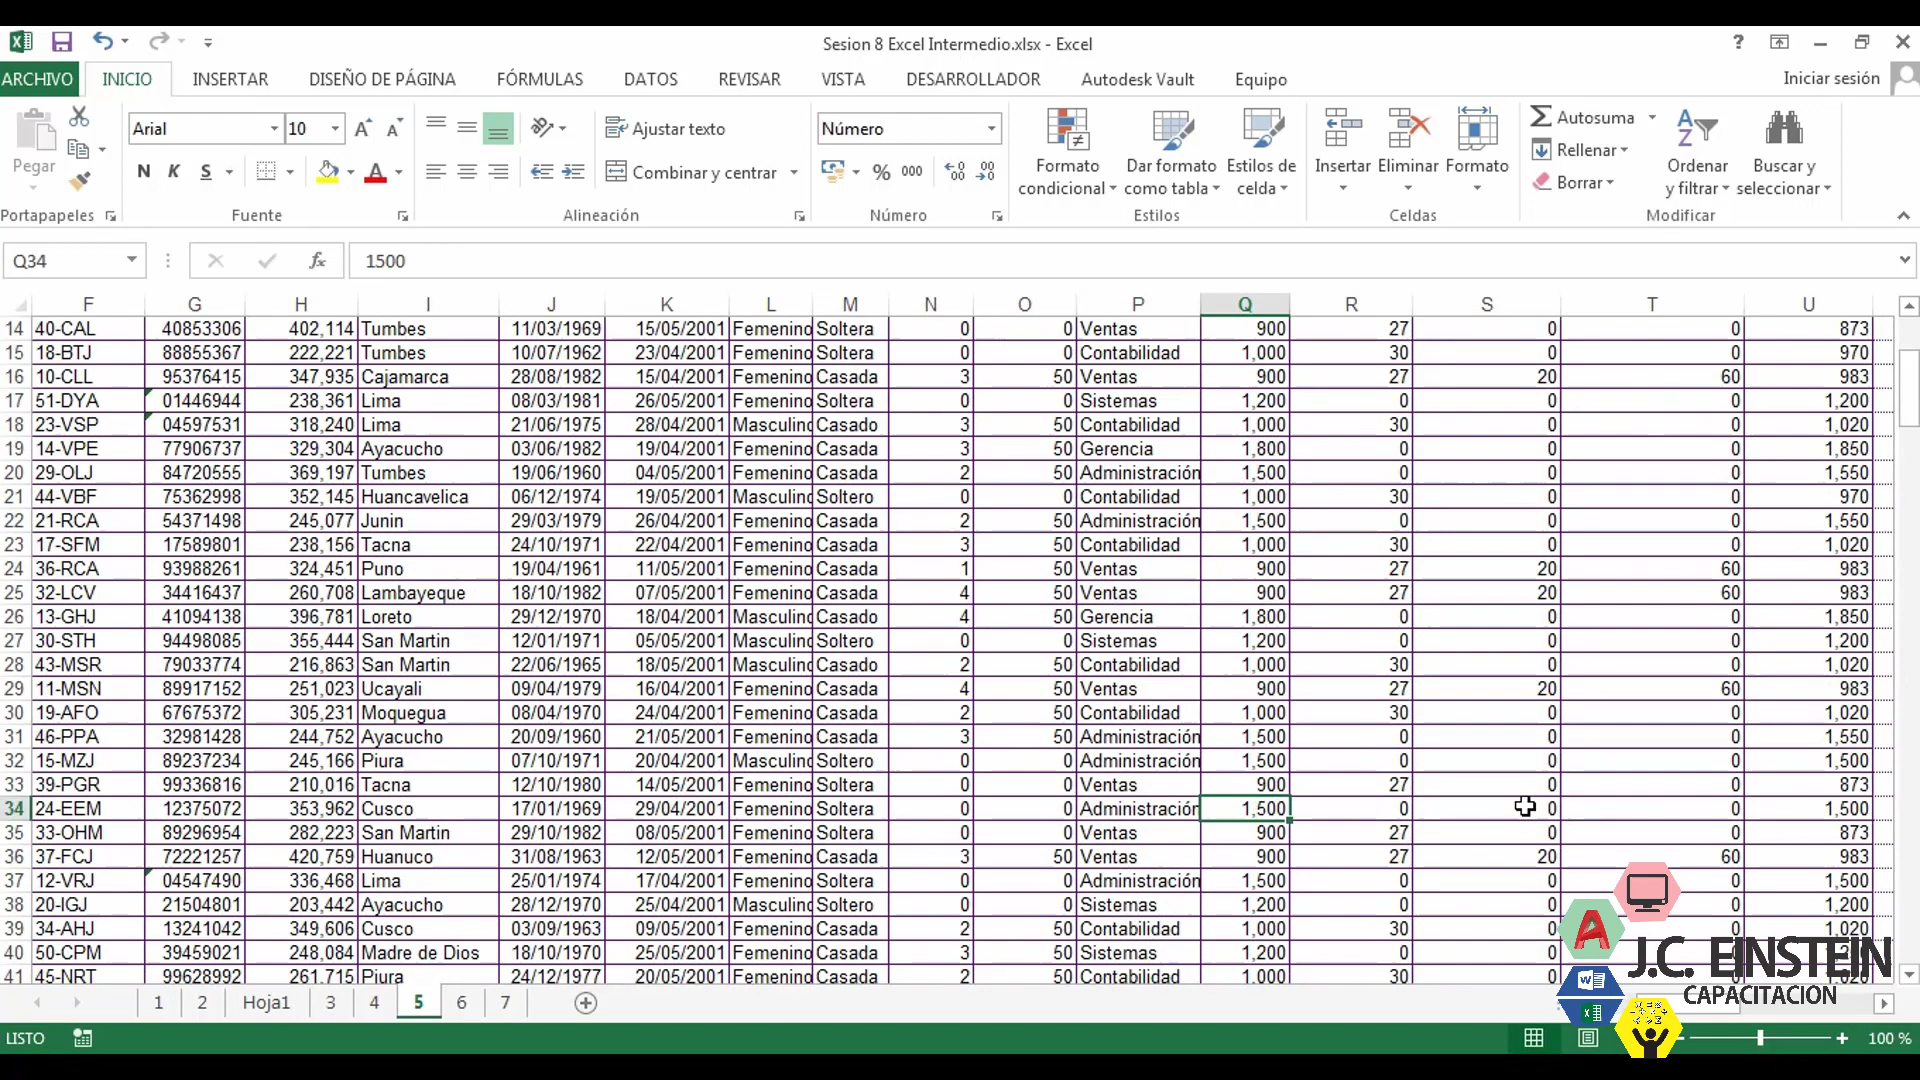 Sesion 8 Excel Intermedio.xlsx - Excel
ARCHIVO INICIO INSERTAR DISEÑO DE PÁGINA FÓRMULAS DATOS REVISAR VISTA DESARROLLADOR Autodesk Vault Equipo Iniciar sesión
Arial 10 Ajustar texto Número Autosuma
Pegar Formato condicional Dar formato como tabla Estilos de celda Insertar Eliminar Formato Rellenar Ordenar y filtrar Buscar y seleccionar
N K S Combinar y centrar % 000 Borrar
Portapapeles Fuente Alineación Número Estilos Celdas Modificar
Q34 fx 1500
F G H I J K L M N O P Q R S T U
14 40-CAL 40853306 402,114 Tumbes 11/03/1969 15/05/2001 Femenino Soltera 0 0 Ventas 900 27 0 0 873
15 18-BTJ 88855367 222,221 Tumbes 10/07/1962 23/04/2001 Femenino Soltera 0 0 Contabilidad 1,000 30 0 0 970
16 10-CLL 95376415 347,935 Cajamarca 28/08/1982 15/04/2001 Femenino Casada 3 50 Ventas 900 27 20 60 983
17 51-DYA 01446944 238,361 Lima 08/03/1981 26/05/2001 Femenino Soltera 0 0 Sistemas 1,200 0 0 0 1,200
18 23-VSP 04597531 318,240 Lima 21/06/1975 28/04/2001 Masculino Casado 3 50 Contabilidad 1,000 30 0 0 1,020
19 14-VPE 77906737 329,304 Ayacucho 03/06/1982 19/04/2001 Femenino Casada 3 50 Gerencia 1,800 0 0 0 1,850
20 29-OLJ 84720555 369,197 Tumbes 19/06/1960 04/05/2001 Femenino Casada 2 50 Administración 1,500 0 0 0 1,550
21 44-VBF 75362998 352,145 Huancavelica 06/12/1974 19/05/2001 Masculino Soltero 0 0 Contabilidad 1,000 30 0 0 970
22 21-RCA 54371498 245,077 Junin 29/03/1979 26/04/2001 Femenino Casada 2 50 Administración 1,500 0 0 0 1,550
23 17-SFM 17589801 238,156 Tacna 24/10/1971 22/04/2001 Femenino Casada 3 50 Contabilidad 1,000 30 0 0 1,020
24 36-RCA 93988261 324,451 Puno 19/04/1961 11/05/2001 Femenino Casada 1 50 Ventas 900 27 20 60 983
25 32-LCV 34416437 260,708 Lambayeque 18/10/1982 07/05/2001 Femenino Casada 4 50 Ventas 900 27 20 60 983
26 13-GHJ 41094138 396,781 Loreto 29/12/1970 18/04/2001 Masculino Casada 4 50 Gerencia 1,800 0 0 0 1,850
27 30-STH 94498085 355,444 San Martin 12/01/1971 05/05/2001 Masculino Soltero 0 0 Sistemas 1,200 0 0 0 1,200
28 43-MSR 79033774 216,863 San Martin 22/06/1965 18/05/2001 Masculino Casado 2 50 Contabilidad 1,000 30 0 0 1,020
29 11-MSN 89917152 251,023 Ucayali 09/04/1979 16/04/2001 Femenino Casada 4 50 Ventas 900 27 20 60 983
30 19-AFO 67675372 305,231 Moquegua 08/04/1970 24/04/2001 Femenino Casada 2 50 Contabilidad 1,000 30 0 0 1,020
31 46-PPA 32981428 244,752 Ayacucho 20/09/1960 21/05/2001 Femenino Casada 3 50 Administración 1,500 0 0 0 1,550
32 15-MZJ 89237234 245,166 Piura 07/10/1971 20/04/2001 Masculino Soltero 0 0 Administración 1,500 0 0 0 1,500
33 39-PGR 99336816 210,016 Tacna 12/10/1980 14/05/2001 Femenino Soltera 0 0 Ventas 900 27 0 0 873
34 24-EEM 12375072 353,962 Cusco 17/01/1969 29/04/2001 Femenino Soltera 0 0 Administración 1,500 0 0 0 1,500
35 33-OHM 89296954 282,223 San Martin 29/10/1982 08/05/2001 Femenino Soltera 0 0 Ventas 900 27 0 0 873
36 37-FCJ 72221257 420,759 Huanuco 31/08/1963 12/05/2001 Femenino Casada 3 50 Ventas 900 27 20 60 983
37 12-VRJ 04547490 336,468 Lima 25/01/1974 17/04/2001 Femenino Soltera 0 0 Administración 1,500 0 0 0 1,500
38 20-IGJ 21504801 203,442 Ayacucho 28/12/1970 25/04/2001 Masculino Soltero 0 0 Sistemas 1,200 0 0 0 1,200
39 34-AHJ 13241042 349,606 Cusco 03/09/1963 09/05/2001 Femenino Casada 2 50 Contabilidad 1,000 30 0 0 1,020
40 50-CPM 39459021 248,084 Madre de Dios 18/10/1970 25/05/2001 Femenino Casada 3 50 Sistemas 1,200 0 0 0
41 45-NRT 99628992 261,715 Piura 24/12/1977 20/05/2001 Femenino Casada 2 50 Contabilidad 1,000 30 0 0 1,020
J.C. EINSTEIN
CAPACITACION
1 2 Hoja1 3 4 5 6 7
LISTO 100 %